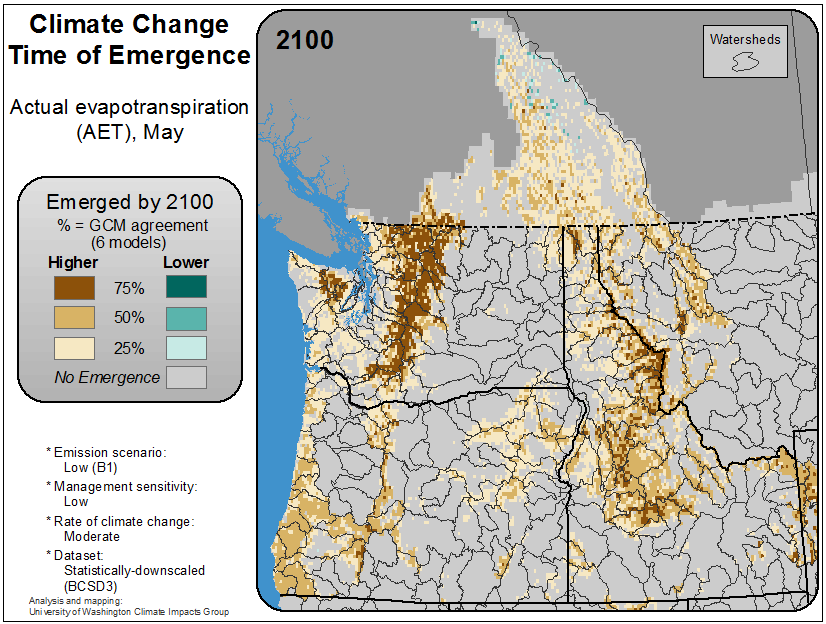 Climate Change
Time of Emergence
Actual evapotranspiration
(AET), May
Emerged by 2100
% = GCM agreement
(6 models)
Higher Lower
75%
50%
25%
No Emergence
* Emission scenario:
Low (B1)
* Management sensitivity:
Low
* Rate of climate change:
Moderate
* Dataset:
Statistically-downscaled
(BCSD3)
Analysis and mapping:
University of Washington Climate Impacts Group
2100
Watersheds